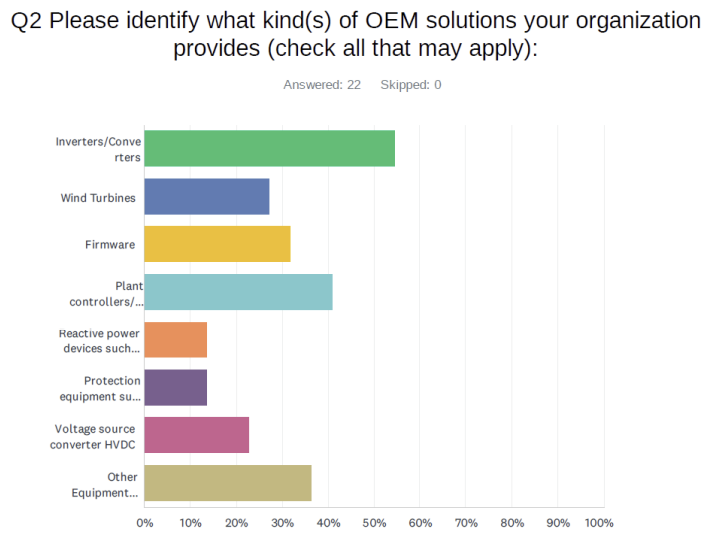 Q2 Please identify what kind(s) of OEM solutions your organization
provides (check all that may apply):
Answered: 22 Skipped: 0
Inverters/Conve
rters
Wind Turbines
Firmware
Plant
controllers/...
Reactive power
devices such...
Protection
equipment su...
Voltage source
converter HVDC
Other
Equipment...
0% 10% 20% 30% 40% 50% 60% 70% 80% 90% 100%